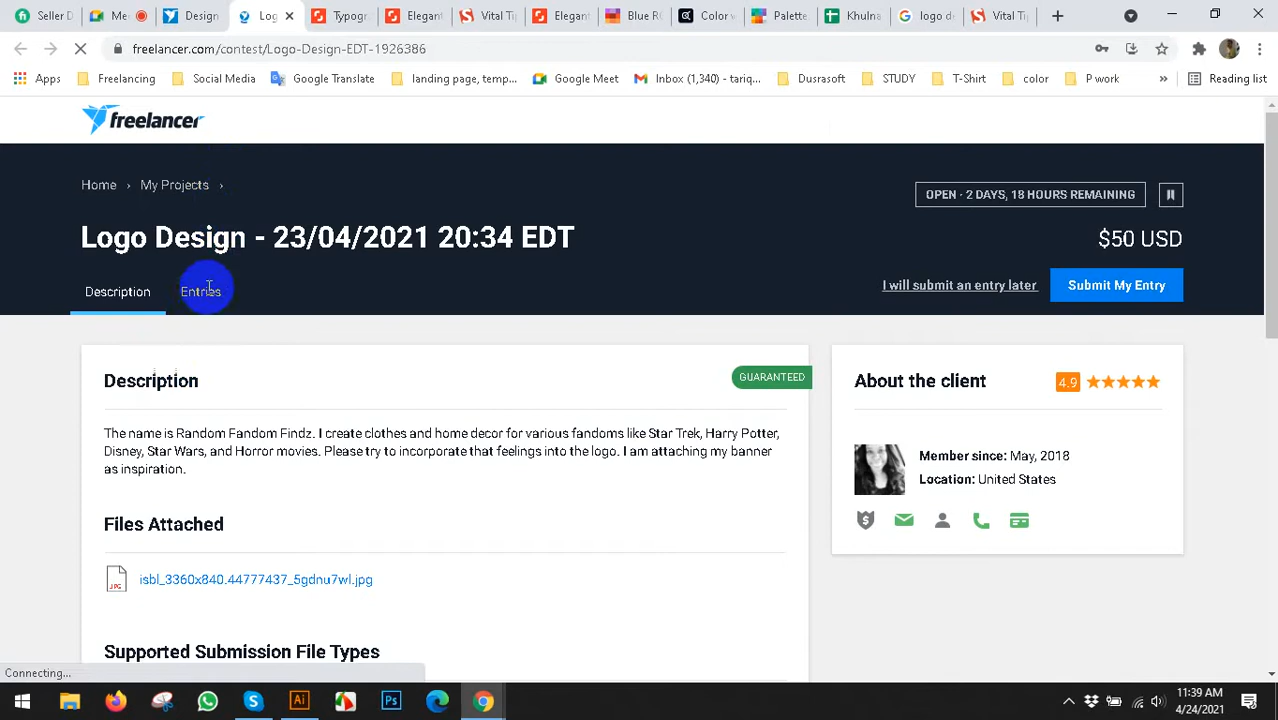 Seller D
Me
Design
Log
Typogr
Elegant
Vital Ti
Elegant
Blue R
Color w
Palette.
Khulna
logo d
Vital Ti
freelancer.com/contest/Logo-Design-EDT-1926386
Apps
Freelancing
Social Media
Google Translate
landing page, temp...
Google Meet
Inbox (1,340) - tariq...
Dusrasoft
STUDY
T-Shirt
color
P work
»
Reading list
freelancer
Home › My Projects ›
OPEN - 2 DAYS, 18 HOURS REMAINING
Logo Design - 23/04/2021 20:34 EDT
$50 USD
Description
Entries
I will submit an entry later
Submit My Entry
Description
GUARANTEED
The name is Random Fandom Findz. I create clothes and home decor for various fandoms like Star Trek, Harry Potter,
Disney, Star Wars, and Horror movies. Please try to incorporate that feelings into the logo. I am attaching my banner
as inspiration.
Files Attached
JPG
isbl_3360x840.44777437_5gdnu7wl.jpg
Supported Submission File Types
About the client
4.9
Member since: May, 2018
Location: United States
Connecting...
Ai
Ps
11:39 AM
4/24/2021